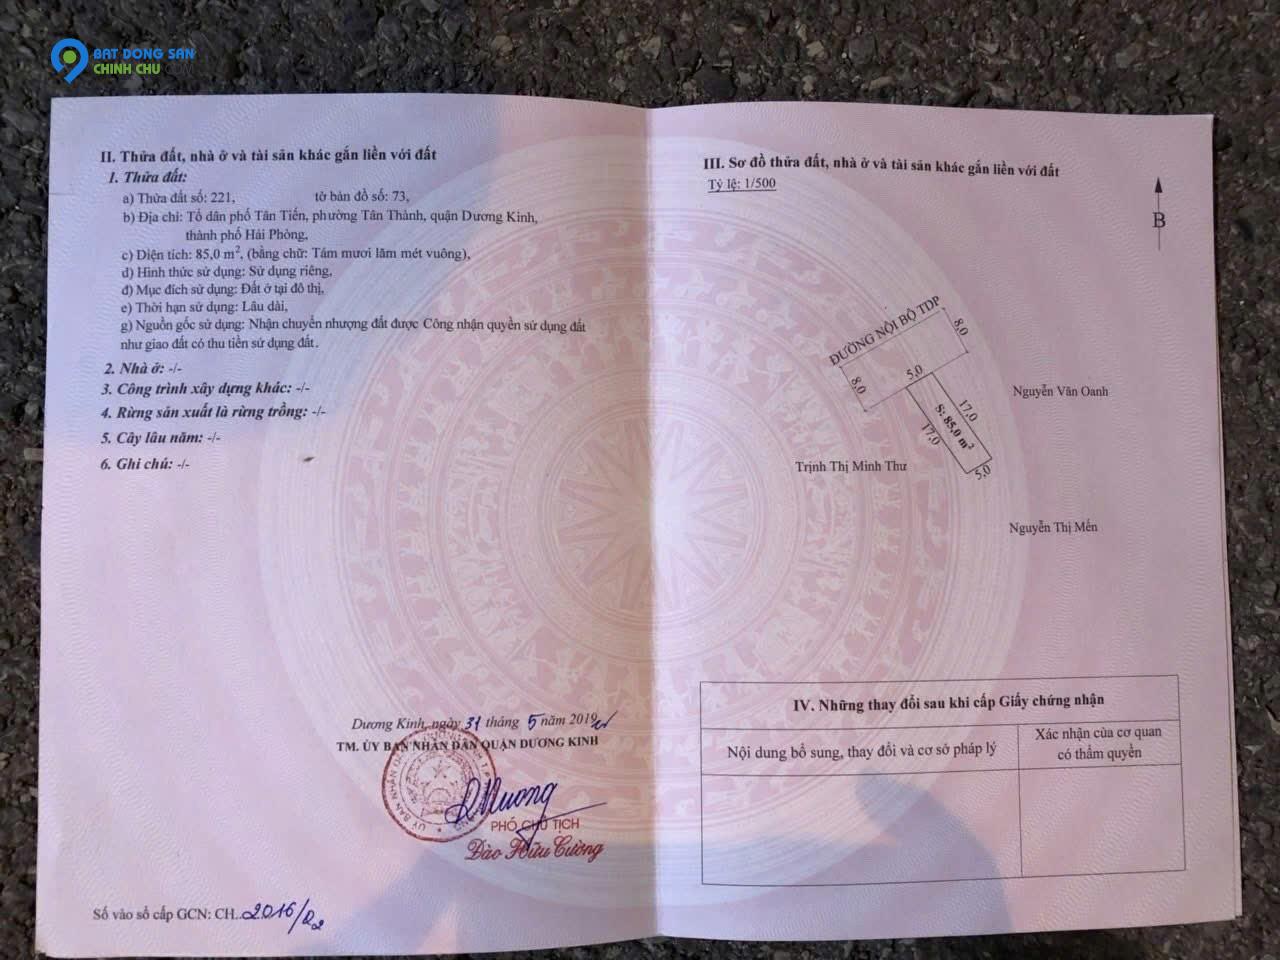 BAT DONG SAN
CHINH CHU.COM
II. Thửa đất, nhà ở và tài sản khác gắn liền với đất
1. Thửa đất:
a) Thửa đất số: 221, tờ bản đồ số: 73,
b) Địa chỉ: Tổ dân phố Tân Tiến, phường Tân Thành, quận Dương Kinh,
thành phố Hải Phòng,
c) Diện tích: 85,0 m², (bằng chữ: Tám mươi lăm mét vuông),
d) Hình thức sử dụng: Sử dụng riêng,
đ) Mục đích sử dụng: Đất ở tại đô thị,
e) Thời hạn sử dụng: Lâu dài,
g) Nguồn gốc sử dụng: Nhận chuyển nhượng đất được Công nhận quyền sử dụng đất
như giao đất có thu tiền sử dụng đất.
2. Nhà ở: -/-
3. Công trình xây dựng khác: -/-
4. Rừng sản xuất là rừng trồng: -/-
5. Cây lâu năm: -/-
6. Ghi chú: -/-
Dương Kinh, ngày 31 tháng 5 năm 2019
TM. ỦY BAN NHÂN DÂN QUẬN DƯƠNG KINH
PHÓ CHỦ TỊCH
Đào Hữu Cường
Số vào sổ cấp GCN: CH..2016/22
III. Sơ đồ thửa đất, nhà ở và tài sản khác gắn liền với đất
Tỷ lệ: 1/500
B
ĐƯỜNG NỘI BỘ TDP
8,0
8,0
5,0
17,0
S: 85,0 m²
17,0
5,0
Nguyễn Văn Oanh
Trịnh Thị Minh Thư
Nguyễn Thị Mến
IV. Những thay đổi sau khi cấp Giấy chứng nhận
Nội dung bổ sung, thay đổi và cơ sở pháp lý
Xác nhận của cơ quan
có thẩm quyền